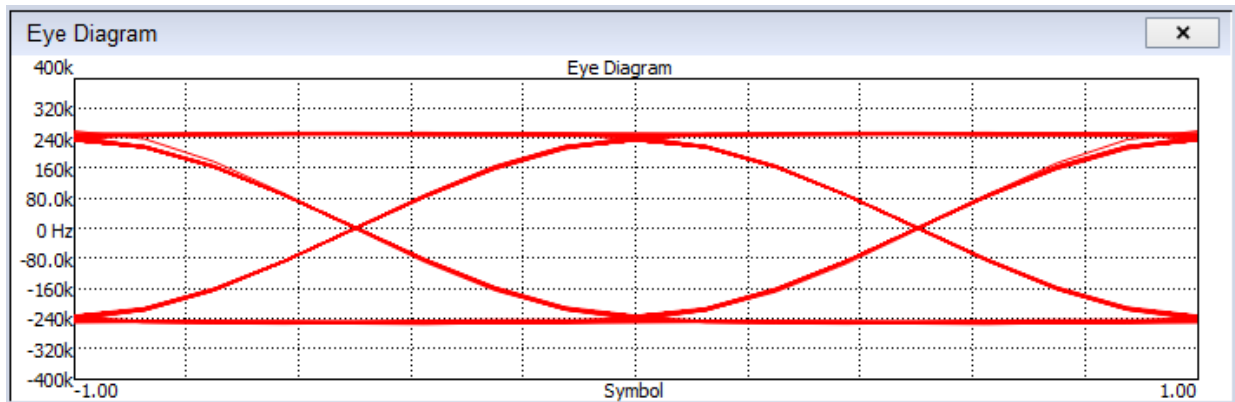 Eye Diagram
Eye Diagram
400k
320k
240k
160k
80.0k
0 Hz
-80.0k
-160k
-240k
-320k
-400k
-1.00 Symbol 1.00